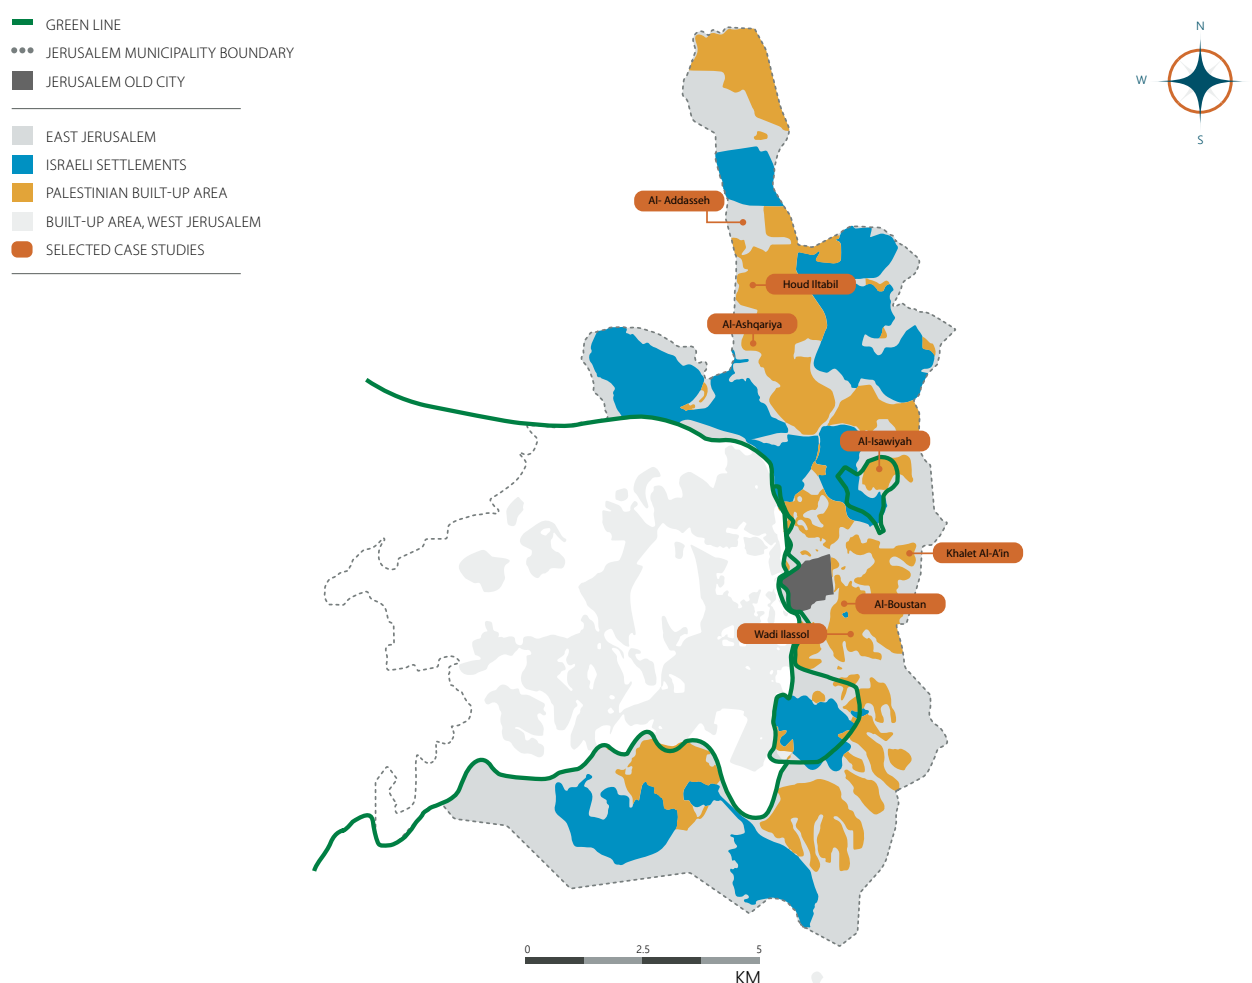 GREEN LINE
JERUSALEM MUNICIPALITY BOUNDARY
JERUSALEM OLD CITY
EAST JERUSALEM
ISRAELI SETTLEMENTS
PALESTINIAN BUILT-UP AREA
BUILT-UP AREA, WEST JERUSALEM
SELECTED CASE STUDIES
N
W
S
Al- Addasseh
Houd Iltabil
Al-Ashqariya
Al-Isawiyah
Khalet Al-A'in
Al-Boustan
Wadi Ilassol
0 2.5 5
KM